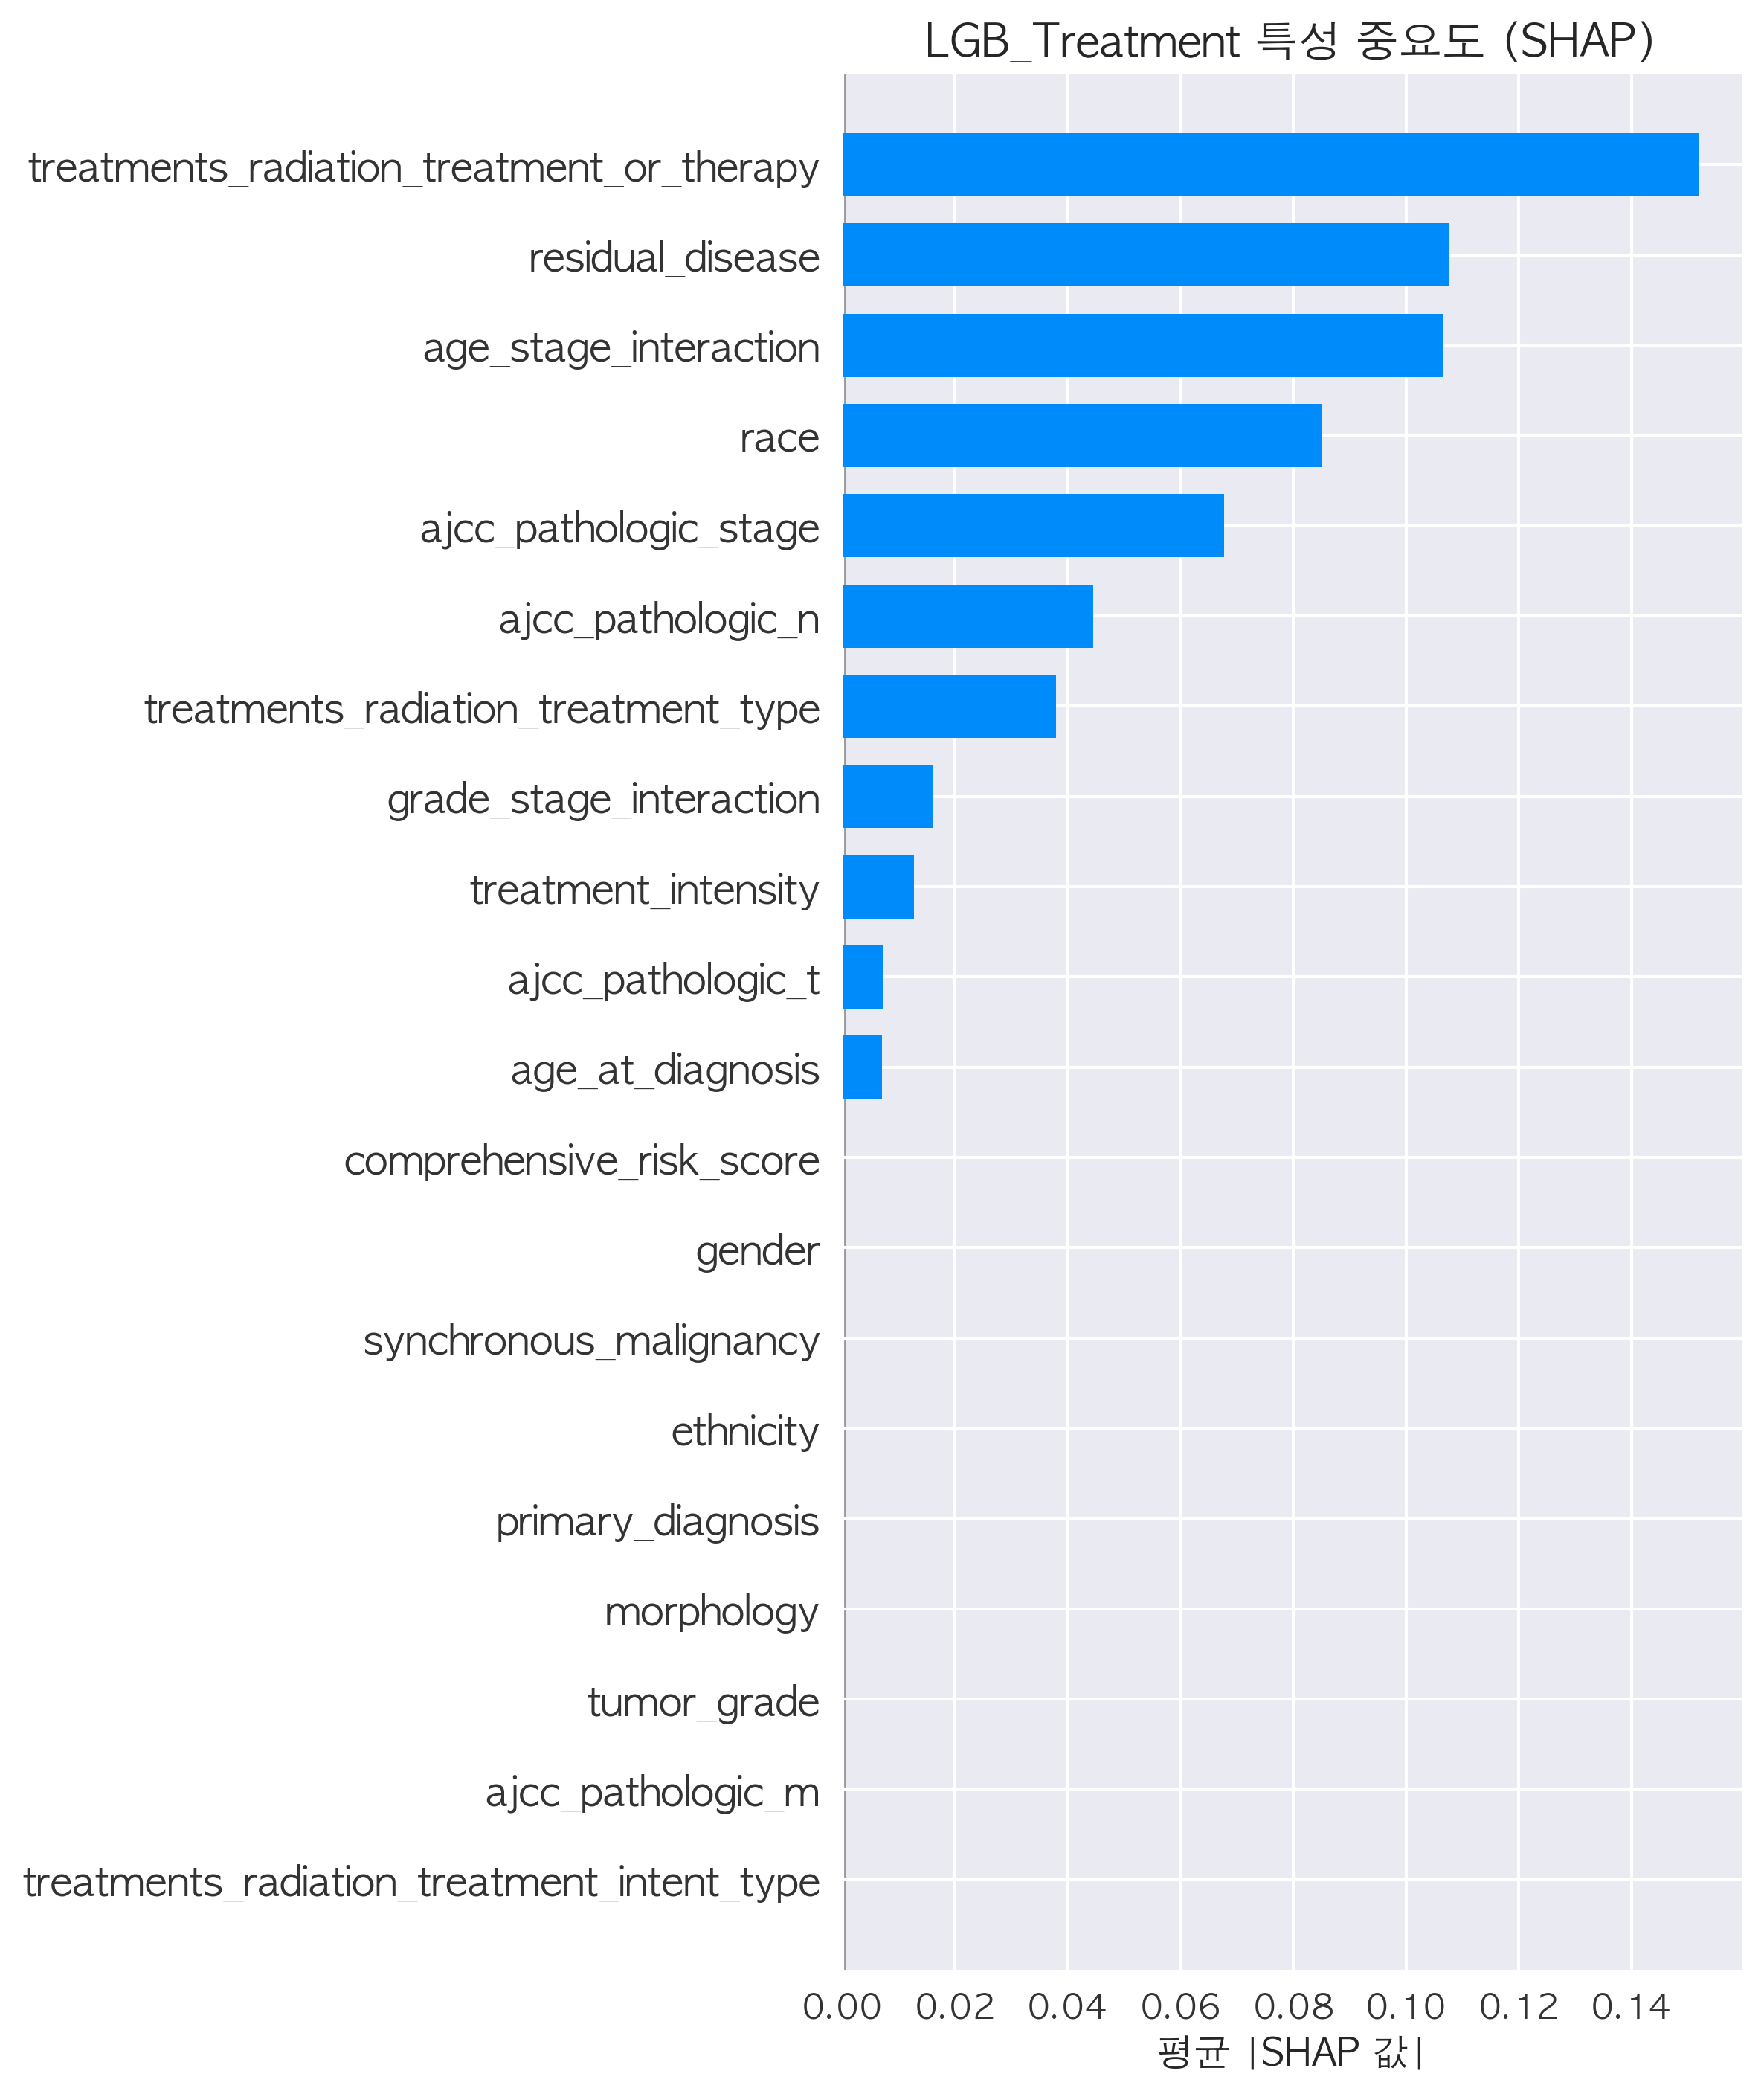 LGB_Treatment 특성 중요도 (SHAP)
treatments_radiation_treatment_or_therapy
residual_disease
age_stage_interaction
race
ajcc_pathologic_stage
ajcc_pathologic_n
treatments_radiation_treatment_type
grade_stage_interaction
treatment_intensity
ajcc_pathologic_t
age_at_diagnosis
comprehensive_risk_score
gender
synchronous_malignancy
ethnicity
primary_diagnosis
morphology
tumor_grade
ajcc_pathologic_m
treatments_radiation_treatment_intent_type
0.00 0.02 0.04 0.06 0.08 0.10 0.12 0.14
평균 |SHAP 값|